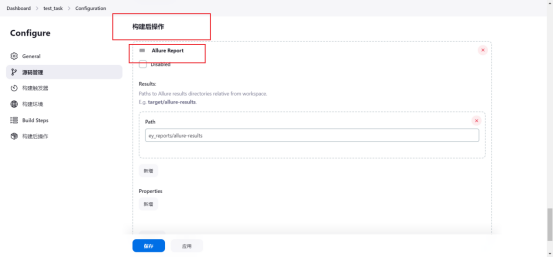 Dashboard > test_task > Configuration
Configure
General
源码管理
构建触发器
构建环境
Build Steps
构建后操作
构建后操作
Allure Report
Disabled
Results:
Paths to Allure results directories relative from workspace.
E.g. target/allure-results.
Path
ey_reports/allure-results
新增
Properties
新增
保存
应用